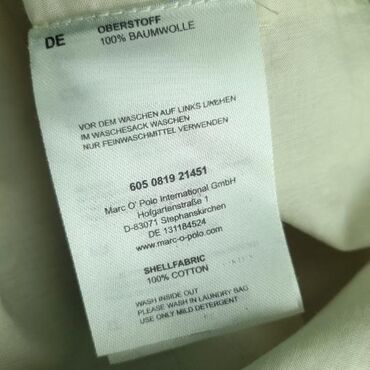 DE
OBERSTOFF
100% BAUMWOLLE
VOR DEM WASCHEN AUF LINKS
IM WASCHESACK WASCHEN
NUR FEINWASCHMITTEL VERWENDEN
605 0819 21451
Marc O' Polo International GmbH
Hofgartenstraße 1
D-83071 Stephanskirchen
DE 131184524
www.marc-o-polo.com
SHELLFABRIC
100% COTTON
WASH INSIDE OUT
PLEASE WASH IN LAUNDRY BAG
USE ONLY MILD DETERGENT